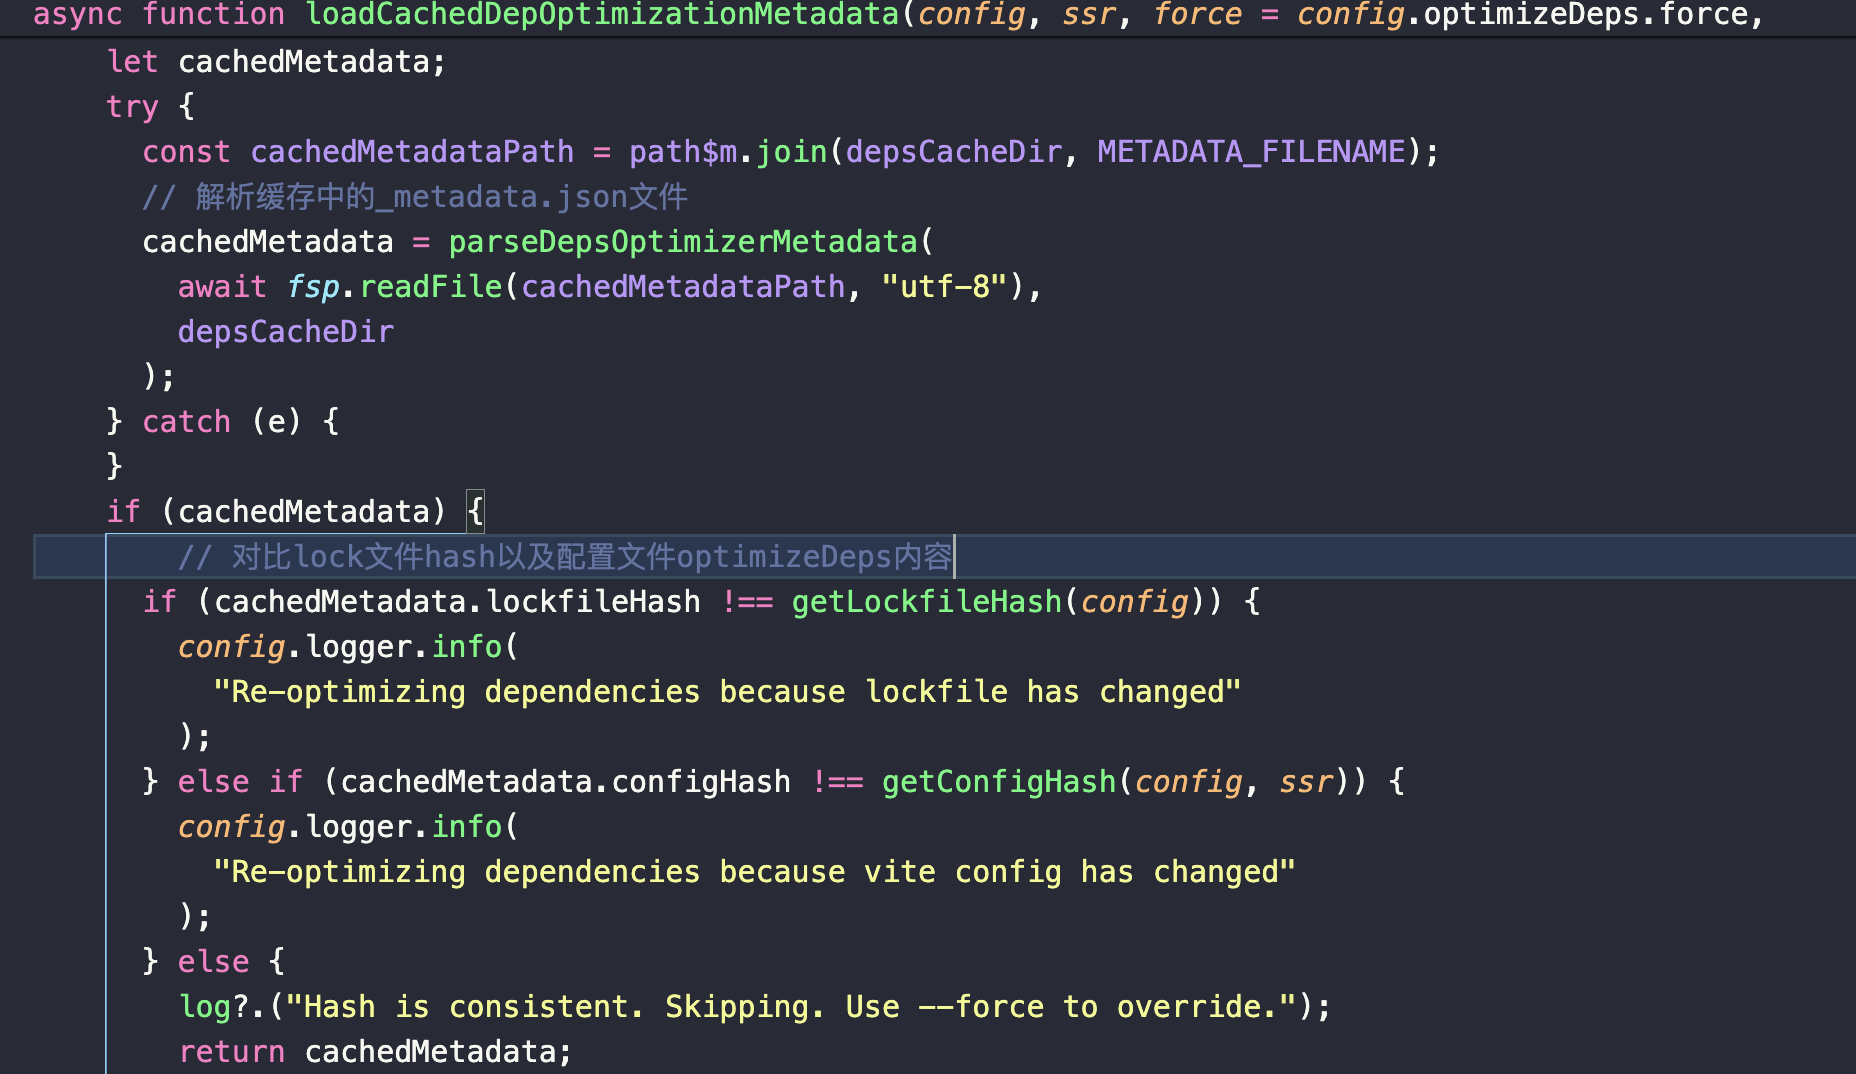 async function loadCachedDepOptimizationMetadata(config, ssr, force = config.optimizeDeps.force,
let cachedMetadata;
try {
const cachedMetadataPath = path$m.join(depsCacheDir, METADATA_FILENAME);
// 解析缓存中的_metadata.json文件
cachedMetadata = parseDepsOptimizerMetadata(
await fsp.readFile(cachedMetadataPath, "utf-8"),
depsCacheDir
);
} catch (e) {
}
if (cachedMetadata) {
// 对比lock文件hash以及配置文件optimizeDeps内容
if (cachedMetadata.lockfileHash !== getLockfileHash(config)) {
config.logger.info(
"Re-optimizing dependencies because lockfile has changed"
);
} else if (cachedMetadata.configHash !== getConfigHash(config, ssr)) {
config.logger.info(
"Re-optimizing dependencies because vite config has changed"
);
} else {
log?.("Hash is consistent. Skipping. Use --force to override.");
return cachedMetadata;